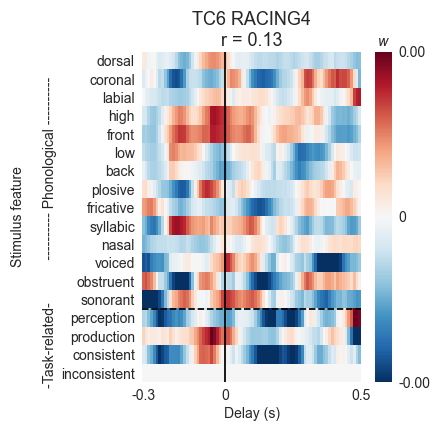 TC6 RACING4
r = 0.13
w
Stimulus feature
---------- Phonological ----------
-Task-related-
dorsal
coronal
labial
high
front
low
back
plosive
fricative
syllabic
nasal
voiced
obstruent
sonorant
perception
production
consistent
inconsistent
0.00
0
-0.00
-0.3
0
0.5
Delay (s)